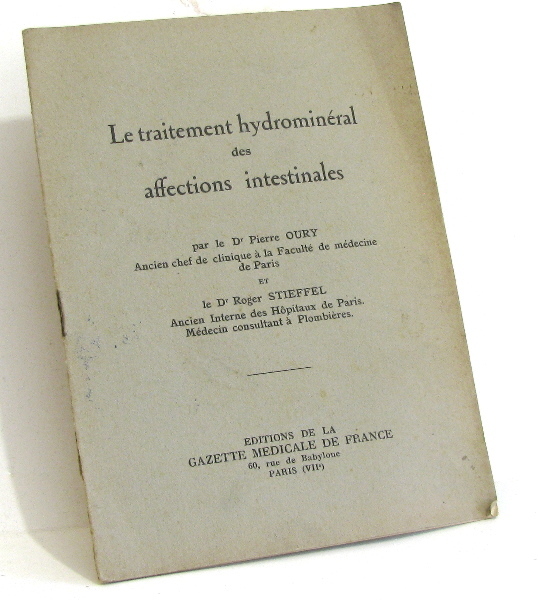 Le traitement hydrominéral
des
affections intestinales
par le Dr Pierre OURY
Ancien chef de clinique à la Faculté de médecine
de Paris
ET
le Dr Roger STIEFFEL
Ancien Interne des Hôpitaux de Paris.
Médecin consultant à Plombières.
EDITIONS DE LA
GAZETTE MEDICALE DE FRANCE
60, rue de Babylone
PARIS (VIIe)